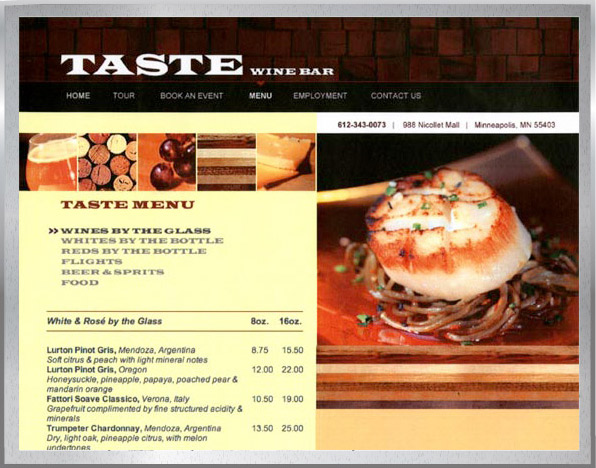 TASTE WINE BAR
HOME TOUR BOOK AN EVENT MENU EMPLOYMENT CONTACT US
612-343-0073 | 988 Nicollet Mall | Minneapolis, MN 55403
TASTE MENU
>> WINES BY THE GLASS
WHITES BY THE BOTTLE
REDS BY THE BOTTLE
FLIGHTS
BEER & SPRITS
FOOD
White & Rosé by the Glass 8oz. 16oz.
Lurton Pinot Gris, Mendoza, Argentina 8.75 15.50
Soft citrus & peach with light mineral notes
Lurton Pinot Gris, Oregon 12.00 22.00
Honeysuckle, pineapple, papaya, poached pear &
mandarin orange
Fattori Soave Classico, Verona, Italy 10.50 19.00
Grapefruit complimented by fine structured acidity &
minerals
Trumpeter Chardonnay, Mendoza, Argentina 13.50 25.00
Dry, light oak, pineapple citrus, with melon
undertones